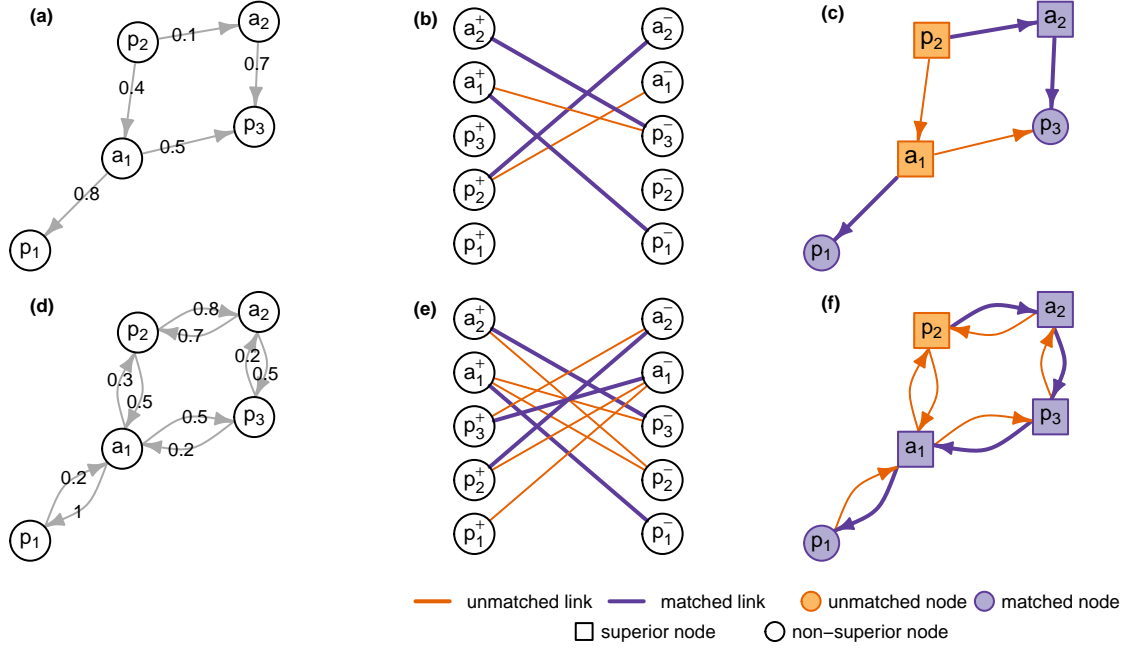 (a) (b) (c)
p2 0.1 a2
0.4 0.7
a1 0.5 p3
0.8
p1
a2+ a2−
a1+ a1−
p3+ p3−
p2+ p2−
p1+ p1−
p2 a2
a1 p3
p1
(d) (e) (f)
p2 0.8 a2
0.7
0.3 0.5 0.2 0.5
a1 0.5 p3
0.2
0.2
1
p1
a2+ a2−
a1+ a1−
p3+ p3−
p2+ p2−
p1+ p1−
p2 a2
a1 p3
p1
unmatched link matched link unmatched node matched node
superior node non−superior node